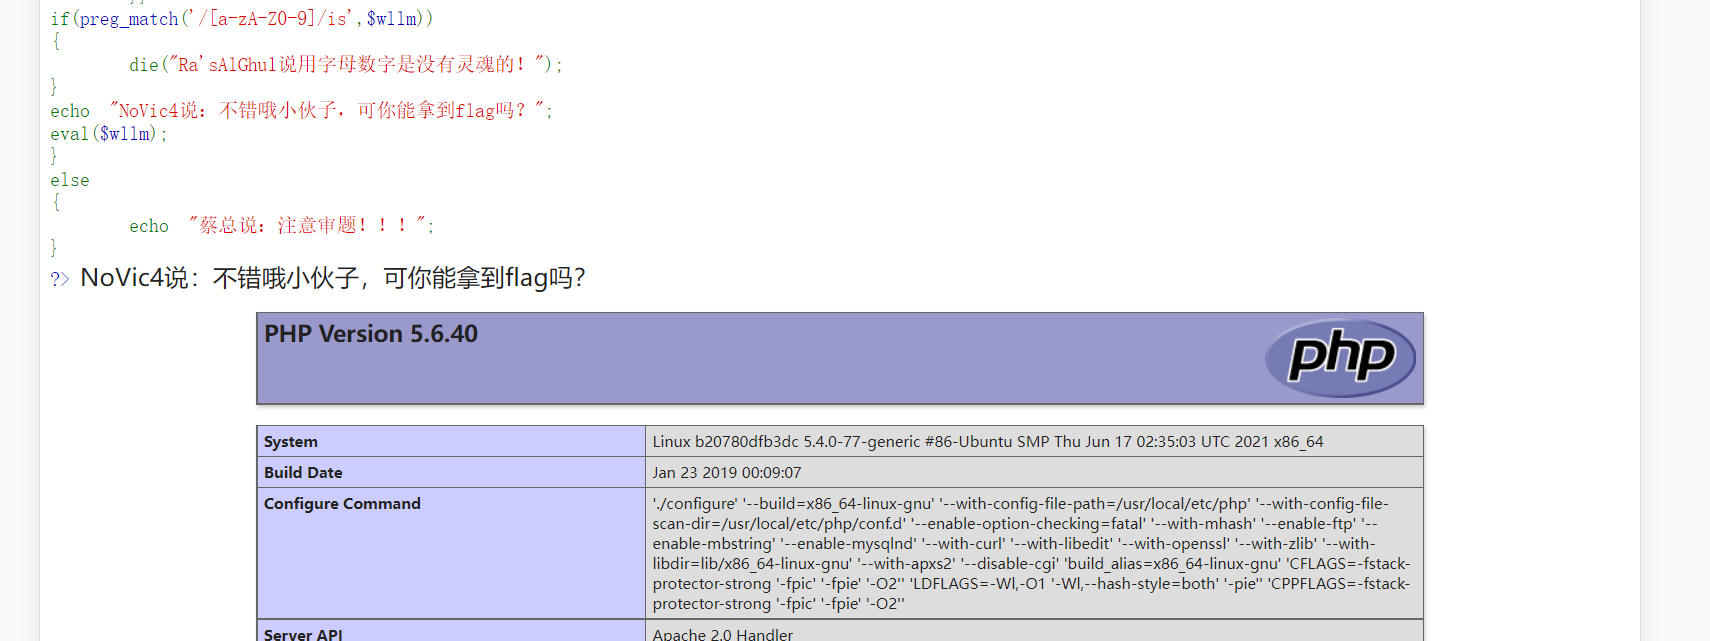 if(preg_match('/[a-zA-Z0-9]/is',$wllm))
{
die("Ra'sAlGhul说用字母数字是没有灵魂的！");
}
echo "NoVic4说：不错哦小伙子，可你能拿到flag吗？";
eval($wllm);
}
else
{
echo "蔡总说：注意审题！！！";
}
?> NoVic4说：不错哦小伙子，可你能拿到flag吗？
PHP Version 5.6.40
php
System Linux b20780dfb3dc 5.4.0-77-generic #86-Ubuntu SMP Thu Jun 17 02:35:03 UTC 2021 x86_64
Build Date Jan 23 2019 00:09:07
Configure Command './configure' '--build=x86_64-linux-gnu' '--with-config-file-path=/usr/local/etc/php' '--with-config-file-
scan-dir=/usr/local/etc/php/conf.d' '--enable-option-checking=fatal' '--with-mhash' '--enable-ftp' '--
enable-mbstring' '--enable-mysqlnd' '--with-curl' '--with-libedit' '--with-openssl' '--with-zlib' '--with-
libdir=lib/x86_64-linux-gnu' '--with-apxs2' '--disable-cgi' 'build_alias=x86_64-linux-gnu' 'CFLAGS=-fstack-
protector-strong '-fpic' '-fpie' '-O2'' 'LDFLAGS=-Wl,-O1 '-Wl,--hash-style=both' '-pie'' 'CPPFLAGS=-fstack-
protector-strong '-fpic' '-fpie' '-O2''
Server API Apache 2.0 Handler